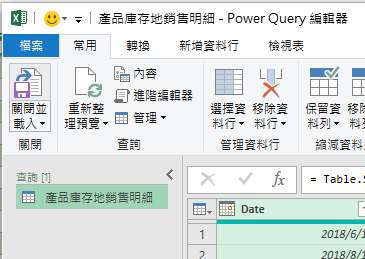 產品庫存地銷售明細 - Power Query 編輯器
檔案 常用 轉換 新增資料行 檢視表
關閉並載入
重新整理預覽
內容
進階編輯器
管理
選擇資料行
移除資料行
保留資料列
移除資料列
關閉
查詢
管理資料行
縮減資料
查詢 [1]
產品庫存地銷售明細
= Table.S
Date
1 2018/6/1
2 2018/8/1